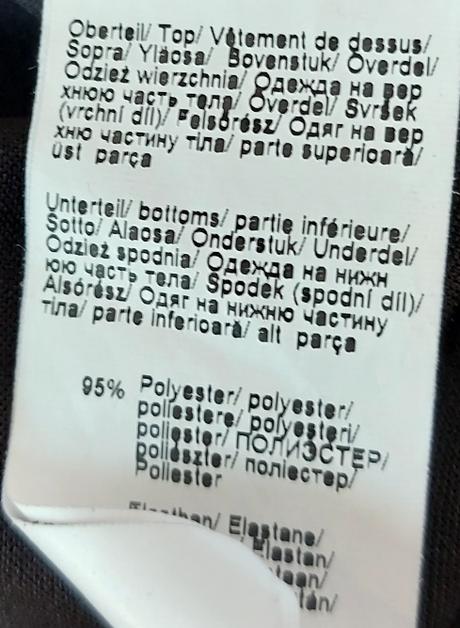 Oberteil/ Top/ Vêtement de dessus/
Sopra/ Yläosa/ Bovenstuk/ Överdel/
Odzież wierzchnia/ Одежда на вер
хнюю часть тела/ Överdel/ Svršek
(vrchní díl)/ Felsőrész/ Одяг на вер
хню частину тіла/ parte superioară/
üst parça
Unterteil/ bottoms/ partie inférieure/
Sotto/ Alaosa/ Onderstuk/ Underdel/
Odzież spodnia/ Одежда на нижн
юю часть тела/ Spodek (spodní díl)/
Alsórész/ Одяг на нижню частину
тіла/ parte inferioară/ alt parça
95% Polyester/ polyester/
poliestere/ polyesteri/
poliester/ ПОЛИЭСТЕР/
poliészter/ поліестер/
Poliester
Elasthan/ Elastane/
Elastan/